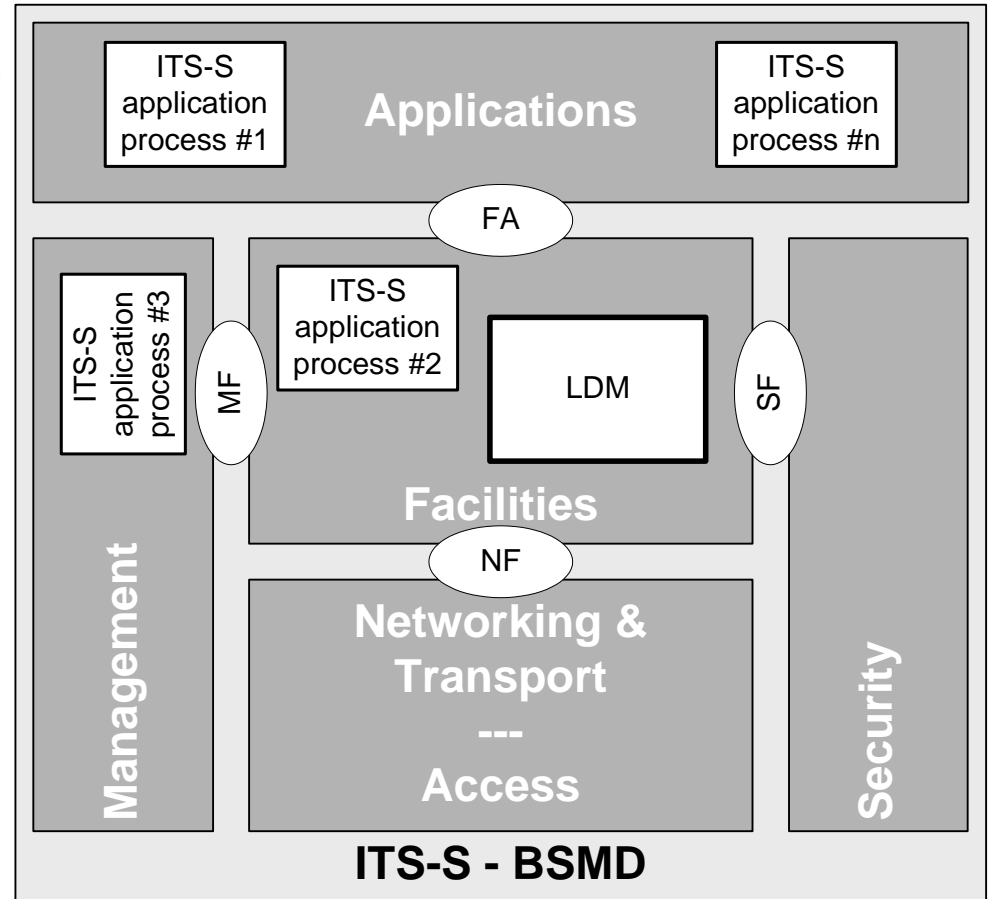 ITS-S
application
process #1
Applications
ITS-S
application
process #n
FA
ITS-S
application
process #3
MF
ITS-S
application
process #2
LDM
SF
Facilities
NF
Management
Networking &
Transport
---
Access
Security
ITS-S - BSMD